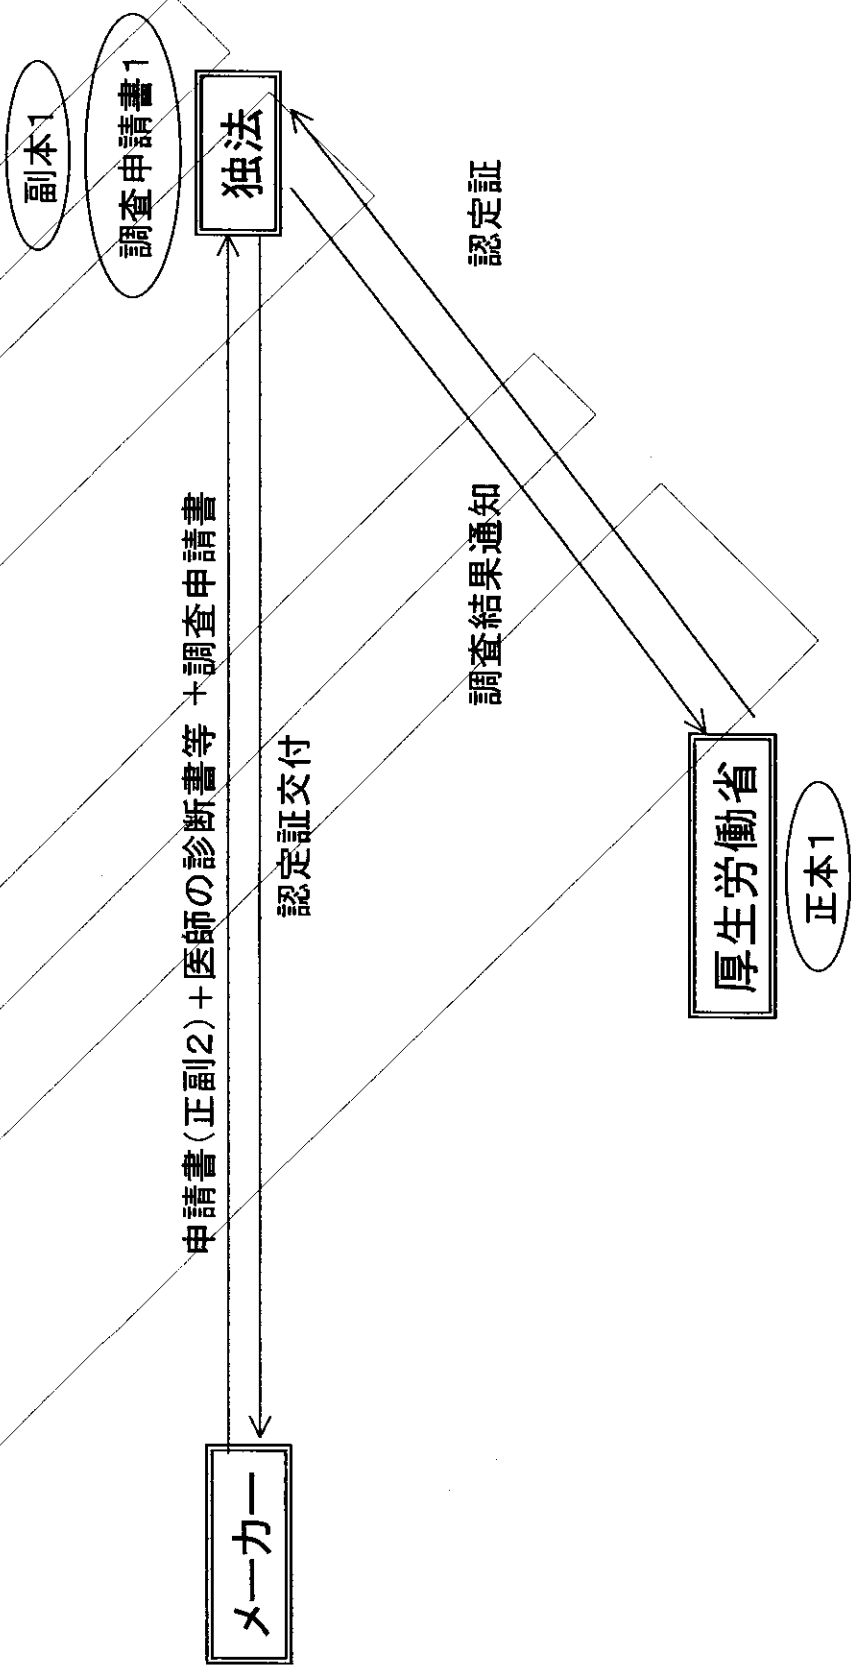 メーカー
申請書(正副2)+医師の診断書等 +調査申請書
認定証交付
副本1
調査申請書1
独法
調査結果通知
認定証
厚生労働省
正本1